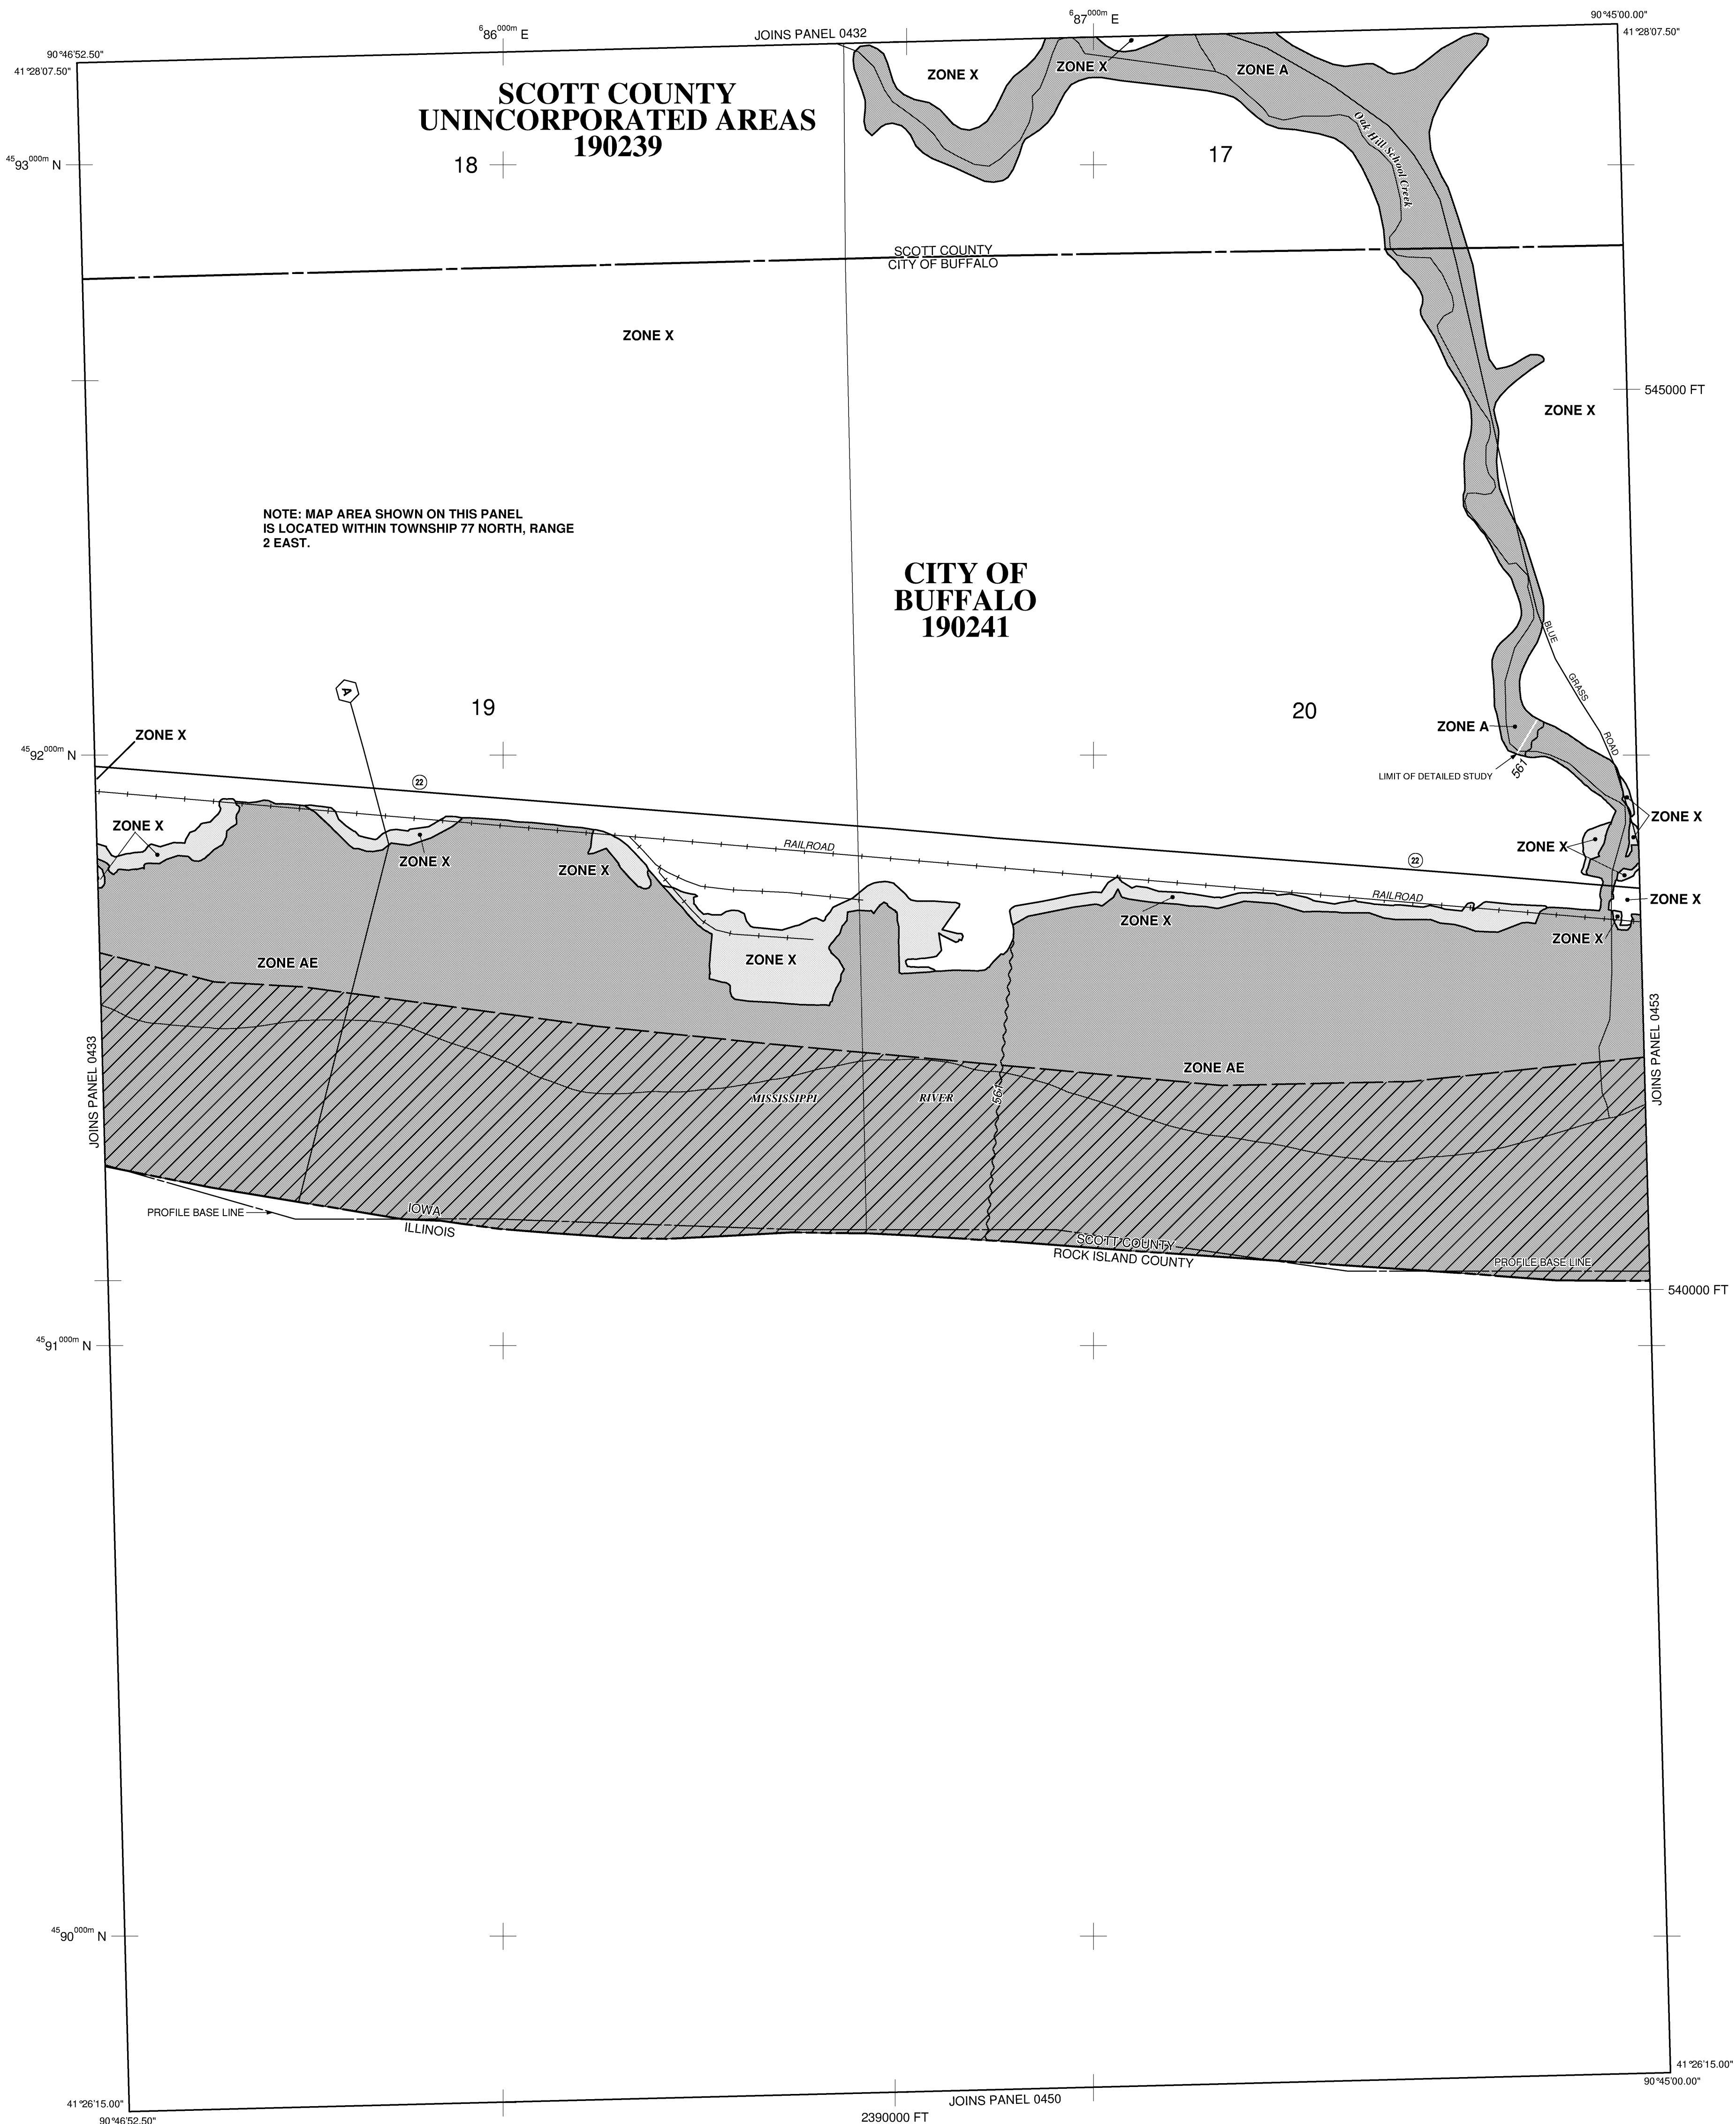 ⁶87⁰⁰⁰ᵐ E
90°45'00.00"
⁶86⁰⁰⁰ᵐ E
JOINS PANEL 0432
41°28'07.50"
90°46'52.50"
41°28'07.50"
ZONE X
ZONE X
ZONE A
SCOTT COUNTY
UNINCORPORATED AREAS
190239
Oak Hill School Creek
⁴⁵93⁰⁰⁰ᵐ N
18
17
SCOTT COUNTY
CITY OF BUFFALO
ZONE X
545000 FT
ZONE X
NOTE: MAP AREA SHOWN ON THIS PANEL
IS LOCATED WITHIN TOWNSHIP 77 NORTH, RANGE
2 EAST.
CITY OF
BUFFALO
190241
BLUE GRASS ROAD
A
19
20
ZONE A
ZONE X
⁴⁵92⁰⁰⁰ᵐ N
LIMIT OF DETAILED STUDY
561
22
ZONE X
ZONE X
RAILROAD
ZONE X
ZONE X
22
ZONE X
RAILROAD
ZONE X
ZONE X
ZONE X
ZONE X
ZONE AE
ZONE X
JOINS PANEL 0433
JOINS PANEL 0453
ZONE AE
MISSISSIPPI RIVER
561
PROFILE BASE LINE
IOWA
ILLINOIS
SCOTT COUNTY
ROCK ISLAND COUNTY
PROFILE BASE LINE
540000 FT
⁴⁵91⁰⁰⁰ᵐ N
⁴⁵90⁰⁰⁰ᵐ N
41°26'15.00"
90°45'00.00"
41°26'15.00"
90°46'52.50"
JOINS PANEL 0450
2390000 FT